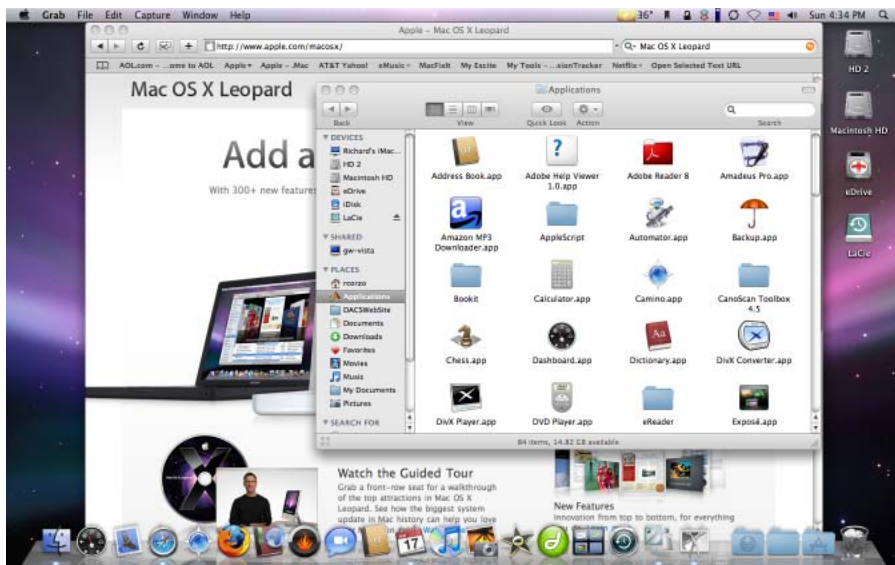 Grab File Edit Capture Window Help
36° 8 Sun 4:34 PM
Apple – Mac OS X Leopard
http://www.apple.com/macosx/
Mac OS X Leopard
AOL.com – ...ome to AOL Apple Apple – .Mac AT&T Yahoo! eMusic MacFixIt My Excite My Tools – ...sionTracker Netflix Open Selected Text URL
Mac OS X Leopard
Add a
With 300+ new features
Applications
Back View Quick Look Action Search
DEVICES
Richard's iMac...
HD 2
Macintosh HD
eDrive
iDisk
LaCie
SHARED
gw-vista
PLACES
rcorzo
Applications
DACSWebSite
Documents
Downloads
Favorites
Movies
Music
My Documents
Pictures
SEARCH FOR
Address Book.app
Adobe Help Viewer
1.0.app
Adobe Reader 8
Amadeus Pro.app
Amazon MP3
Downloader.app
AppleScript
Automator.app
Backup.app
Bookit
Calculator.app
Camino.app
CanoScan Toolbox
4.5
Chess.app
Dashboard.app
Dictionary.app
DivX Converter.app
DivX Player.app
DVD Player.app
eReader
Exposé.app
84 items, 14.82 GB available
HD 2
Macintosh HD
eDrive
LaCie
Watch the Guided Tour
Grab a front-row seat for a walkthrough
of the top attractions in Mac OS X
Leopard. See how the biggest system
update in Mac history can help you love
New Features
Innovation from top to bottom, for everything
17